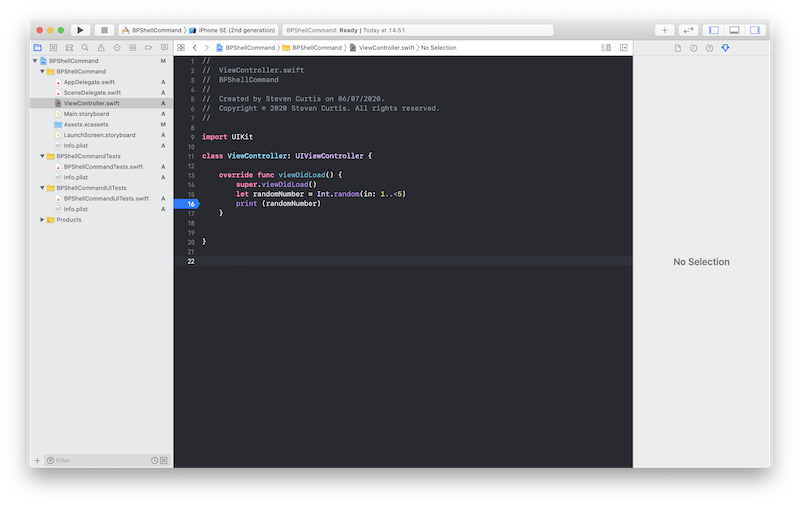 BPShellCommand
iPhone SE (2nd generation)
BPShellCommand: Ready | Today at 14:51
BPShellCommand M
BPShellCommand
AppDelegate.swift A
SceneDelegate.swift A
ViewController.swift A
Main.storyboard A
Assets.xcassets M
LaunchScreen.storyboard A
Info.plist A
BPShellCommandTests
BPShellCommandTests.swift A
Info.plist A
BPShellCommandUITests
BPShellCommandUITests.swift A
Info.plist A
Products
Filter
BPShellCommand BPShellCommand ViewController.swift No Selection
1 //
2 //  ViewController.swift
3 //  BPShellCommand
4 //
5 //  Created by Steven Curtis on 06/07/2020.
6 //  Copyright © 2020 Steven Curtis. All rights reserved.
7 //
8
9 import UIKit
10
11 class ViewController: UIViewController {
12
13     override func viewDidLoad() {
14         super.viewDidLoad()
15         let randomNumber = Int.random(in: 1..<5)
16         print (randomNumber)
17     }
18
19
20 }
21
22
No Selection